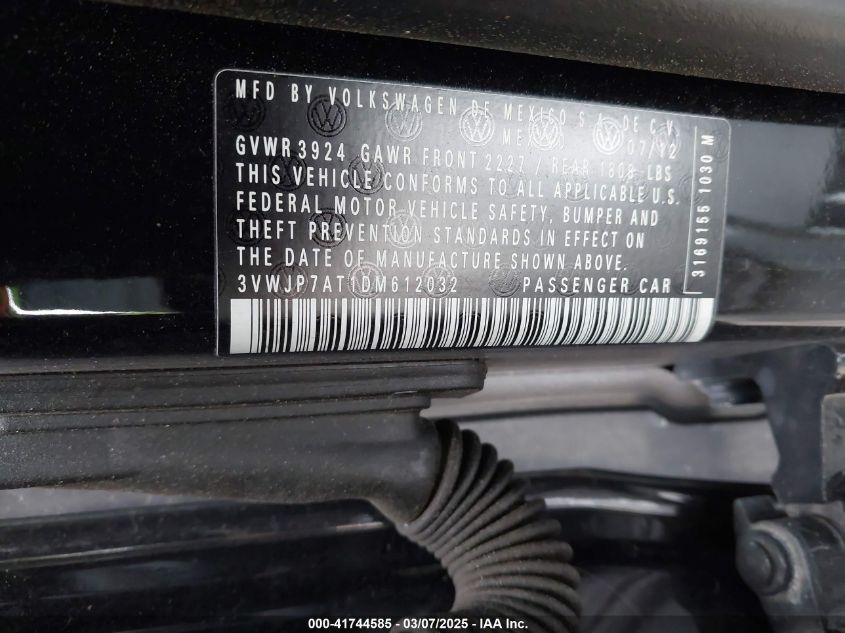 MFD BY VOLKSWAGEN DE MEXICO S.A. DE C.V.
MEX 07/12
GVWR 3924 GAWR FRONT 2227 / REAR 1808 LBS
THIS VEHICLE CONFORMS TO ALL APPLICABLE U.S.
FEDERAL MOTOR VEHICLE SAFETY, BUMPER AND
THEFT PREVENTION STANDARDS IN EFFECT ON
THE DATE OF MANUFACTURE SHOWN ABOVE.
3VWJP7AT1DM612032 PASSENGER CAR
3169155 1030 M
000-41744585 - 03/07/2025 - IAA Inc.